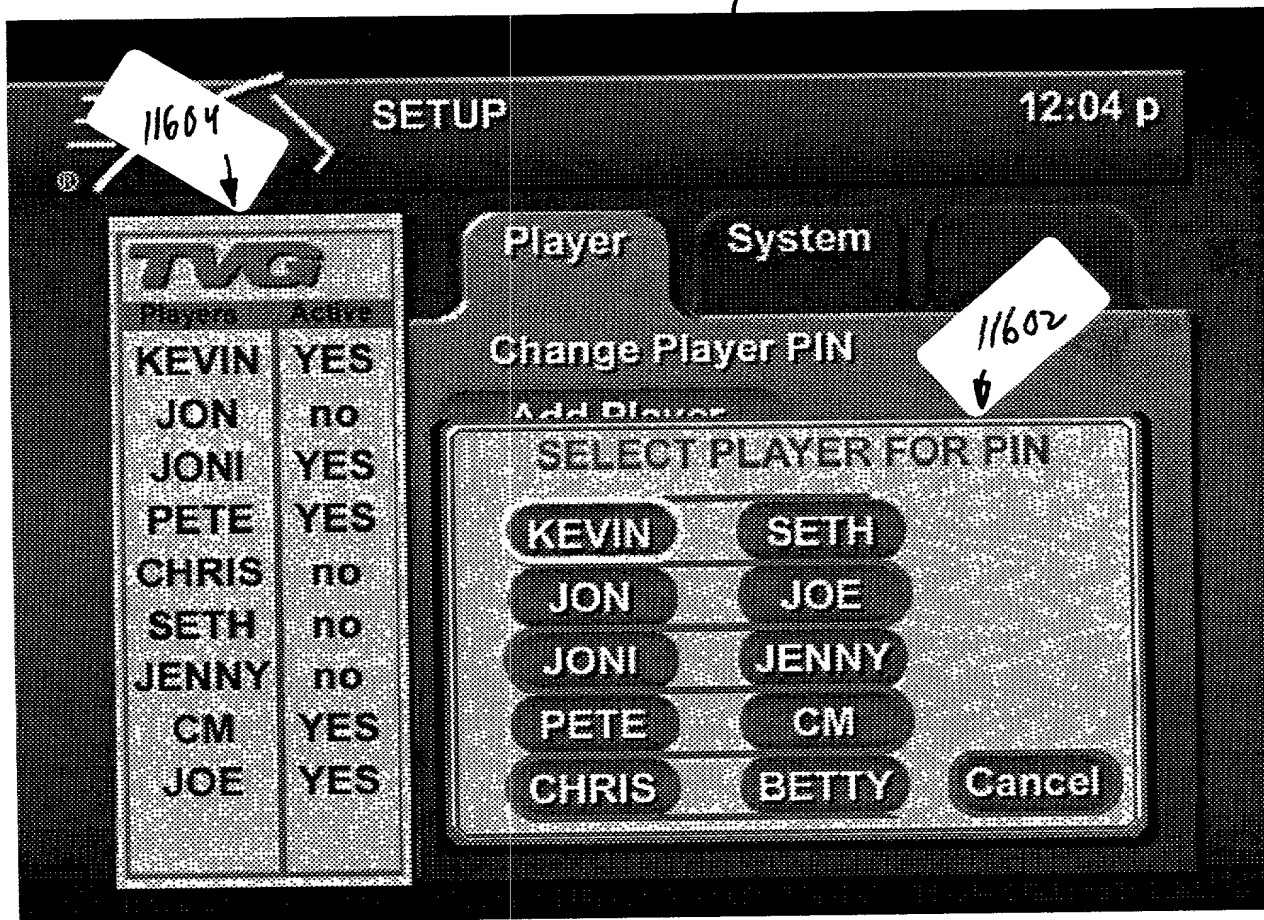 11604
SETUP
12:04 p
®
TVG
Players Active
KEVIN YES
JON no
JONI YES
PETE YES
CHRIS no
SETH no
JENNY no
CM YES
JOE YES
Player
System
Change Player PIN
11602
Add Player
SELECT PLAYER FOR PIN
KEVIN SETH
JON JOE
JONI JENNY
PETE CM
CHRIS BETTY
Cancel